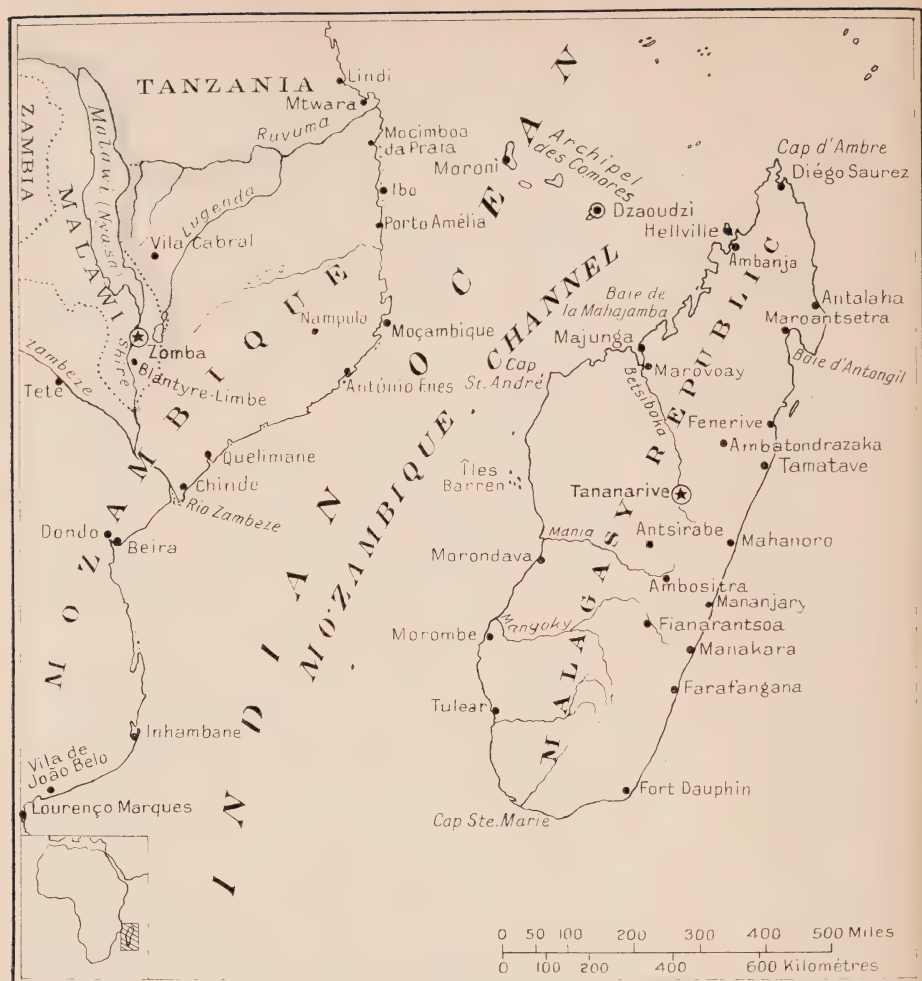 TANZANIA
Lindi
Mtwara
Ruvuma
ZAMBIA
Malawi (Nyasa)
MALAWI
Lugenda
Mocimboa
da Praia
Ibo
Porto Amélia
Vila Cabral
Nampula
Moçambique
Zomba
Shire
Blantyre-Limbe
Zambeze
Tete
António Enes
Quelimane
Chinde
Rio Zambeze
Dondo
Beira
MOZAMBIQUE
Inhambane
Vila de
João Belo
Lourenço Marques
INDIAN OCEAN
MOZAMBIQUE CHANNEL
Moroni
Archipel
des Comores
Dzaoudzi
Cap d'Ambre
Diégo Saurez
Hellville
Ambanja
Baie de
la Mahajamba
Antalaha
Maroantsetra
Baie d'Antongil
Majunga
Cap
St. André
Marovoay
Betsiboka
Fenerive
Ambatondrazaka
Tamatave
Îles
Barren
Tananarive
Antsirabe
Mahanoro
Mania
Morondava
Ambositra
Mananjary
Mangoky
Fianarantsoa
Morombe
Manakara
Farafangana
Tulear
MALAGASY REPUBLIC
Fort Dauphin
Cap Ste. Marie
0 50 100 200 300 400 500 Miles
0 100 200 400 600 Kilométres